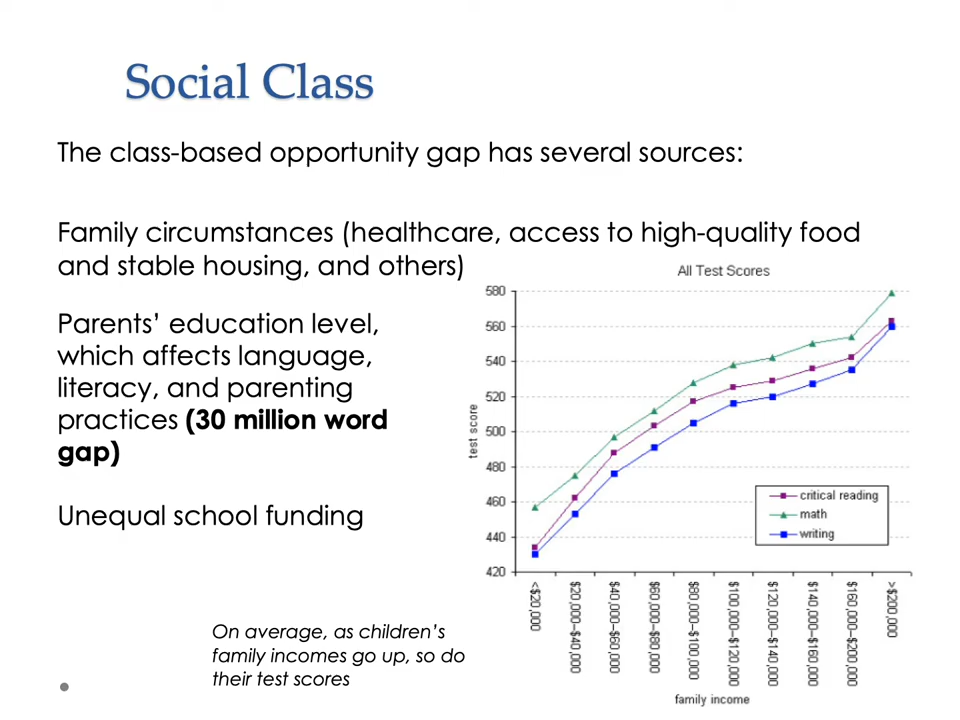 Social Class
The class-based opportunity gap has several sources:
Family circumstances (healthcare, access to high-quality food
and stable housing, and others)
Parents’ education level,
which affects language,
literacy, and parenting
practices (30 million word
gap)
Unequal school funding
On average, as children’s
family incomes go up, so do
their test scores
All Test Scores
580
560
540
520
500
480
460
440
420
test score
critical reading
math
writing
<$20,000
$20,000–$40,000
$40,000–$60,000
$60,000–$80,000
$80,000–$100,000
$100,000–$120,000
$120,000–$140,000
$140,000–$160,000
$160,000–$200,000
>$200,000
family income